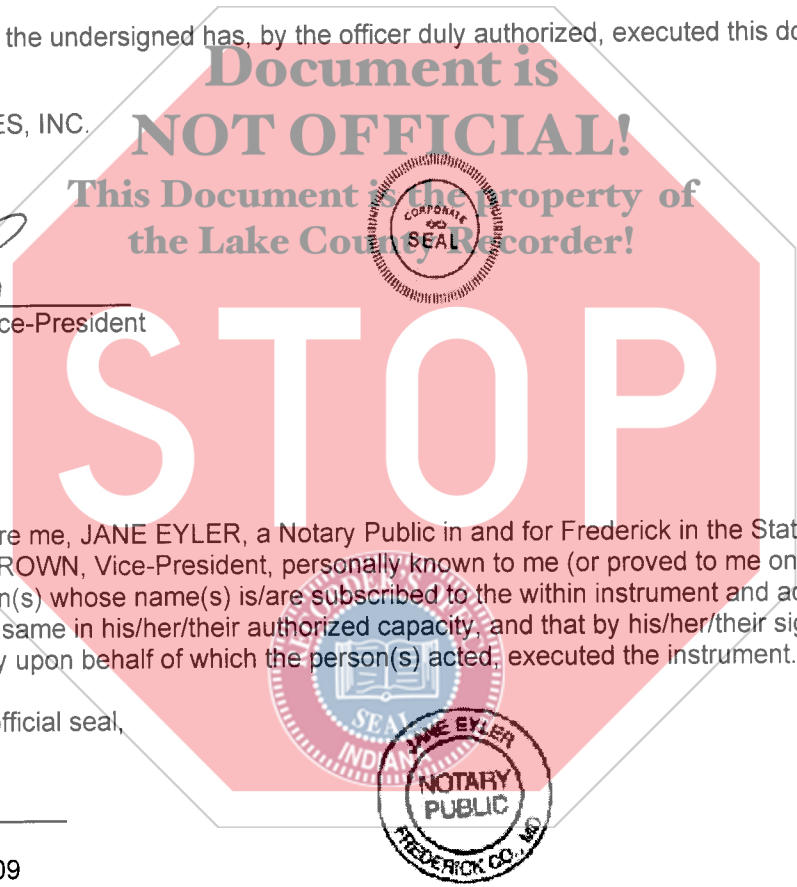 the undersigned has, by the officer duly authorized, executed this do
Document is
ES, INC.
NOT OFFICIAL!
This Document is the property of
the Lake County Recorder!
CORPORATE
SEAL
ce-President
STOP
re me, JANE EYLER, a Notary Public in and for Frederick in the Stat
ROWN, Vice-President, personally known to me (or proved to me on
n(s) whose name(s) is/are subscribed to the within instrument and ac
same in his/her/their authorized capacity, and that by his/her/their sig
y upon behalf of which the person(s) acted, executed the instrument.
RECORDER'S OFFICE
SEAL
INDIANA
fficial seal,
JANE EYLER
NOTARY
PUBLIC
FREDERICK CO., MD
09